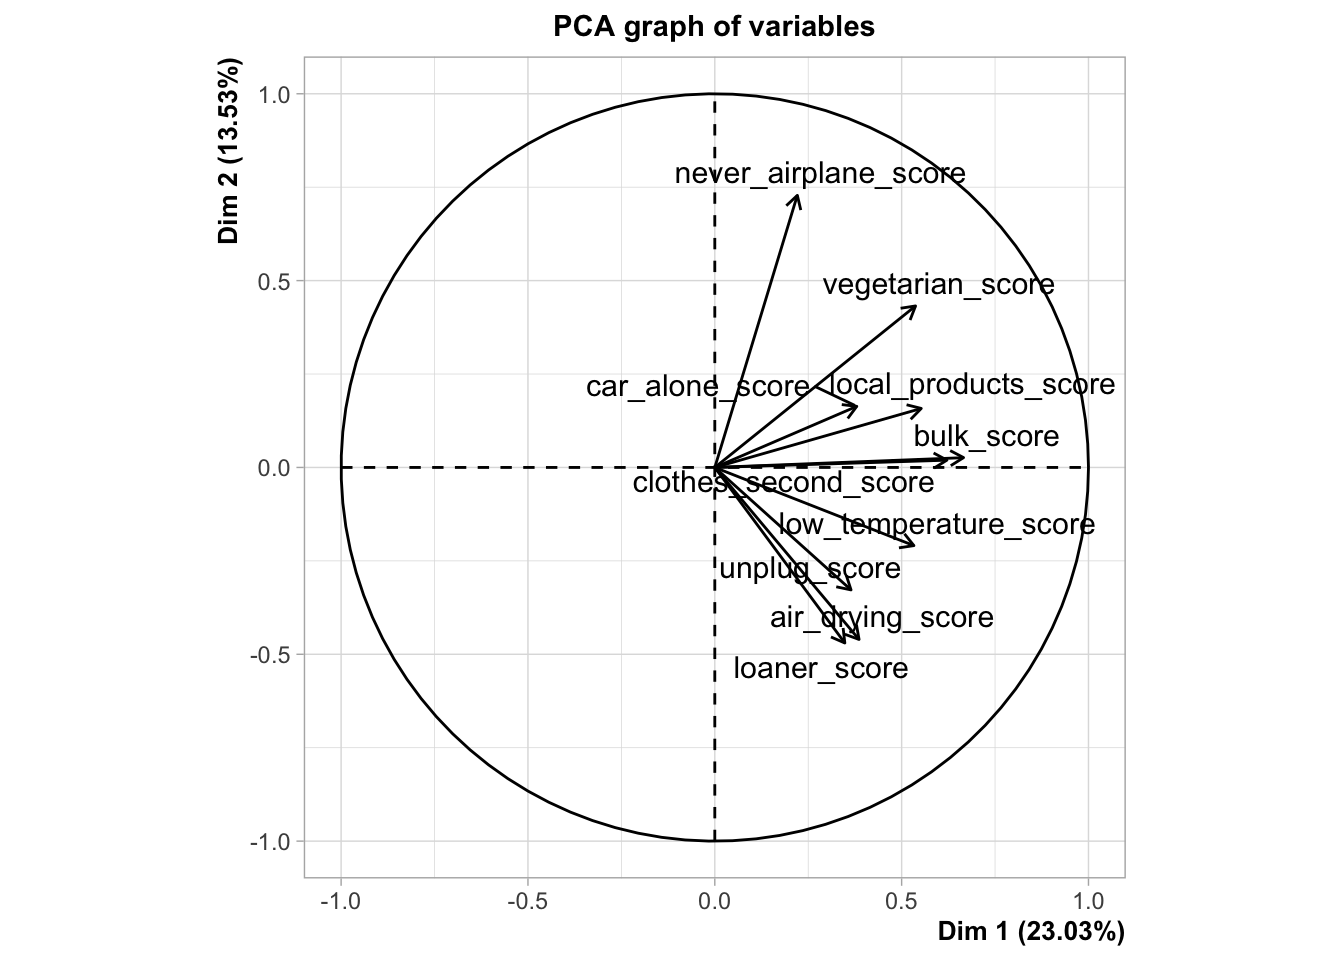 PCA graph of variables
Dim 2 (13.53%)
1.0
0.5
0.0
-0.5
-1.0
never_airplane_score
vegetarian_score
car_alone_score
local_products_score
bulk_score
clothes_second_score
low_temperature_score
unplug_score
air_drying_score
loaner_score
-1.0
-0.5
0.0
0.5
1.0
Dim 1 (23.03%)